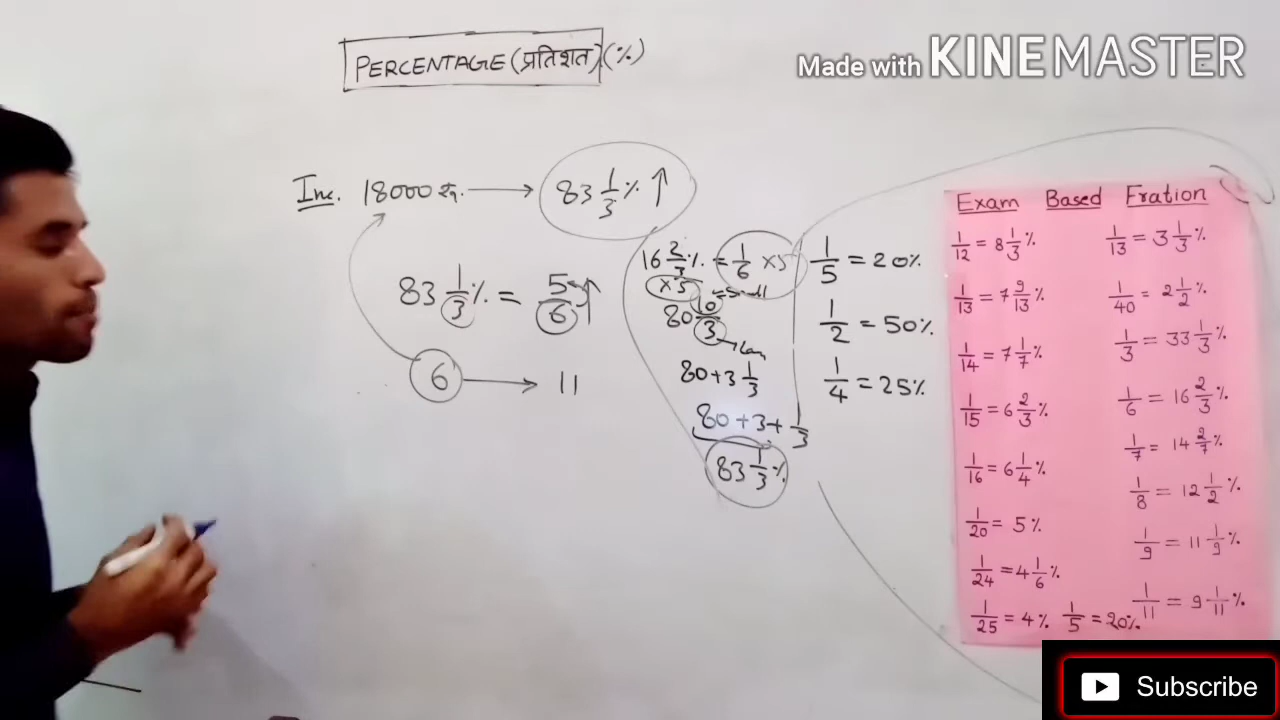 PERCENTAGE (प्रतिशत) (%)
Made with KINEMASTER
Inc. 18000 रु. → 83 1/3 % ↑
83 1/3 % = 5/6 ↑
6 → 11
16 2/3 % = 1/6 ×5
×5
80 10/3
80+3 1/3
80+3+1/3
83 1/3 %
1/5 = 20%
1/2 = 50%
1/4 = 25%
Exam Based Fration
1/12 = 8 1/3 %
1/13 = 7 9/13 %
1/14 = 7 1/7 %
1/15 = 6 2/3 %
1/16 = 6 1/4 %
1/20 = 5%
1/24 = 4 1/6 %
1/25 = 4% 1/5 = 20%
1/13 = 3 1/3 %
1/40 = 2 1/2 %
1/3 = 33 1/3 %
1/6 = 16 2/3 %
1/7 = 14 2/7 %
1/8 = 12 1/2 %
1/9 = 11 1/9 %
1/11 = 9 1/11 %
Subscribe